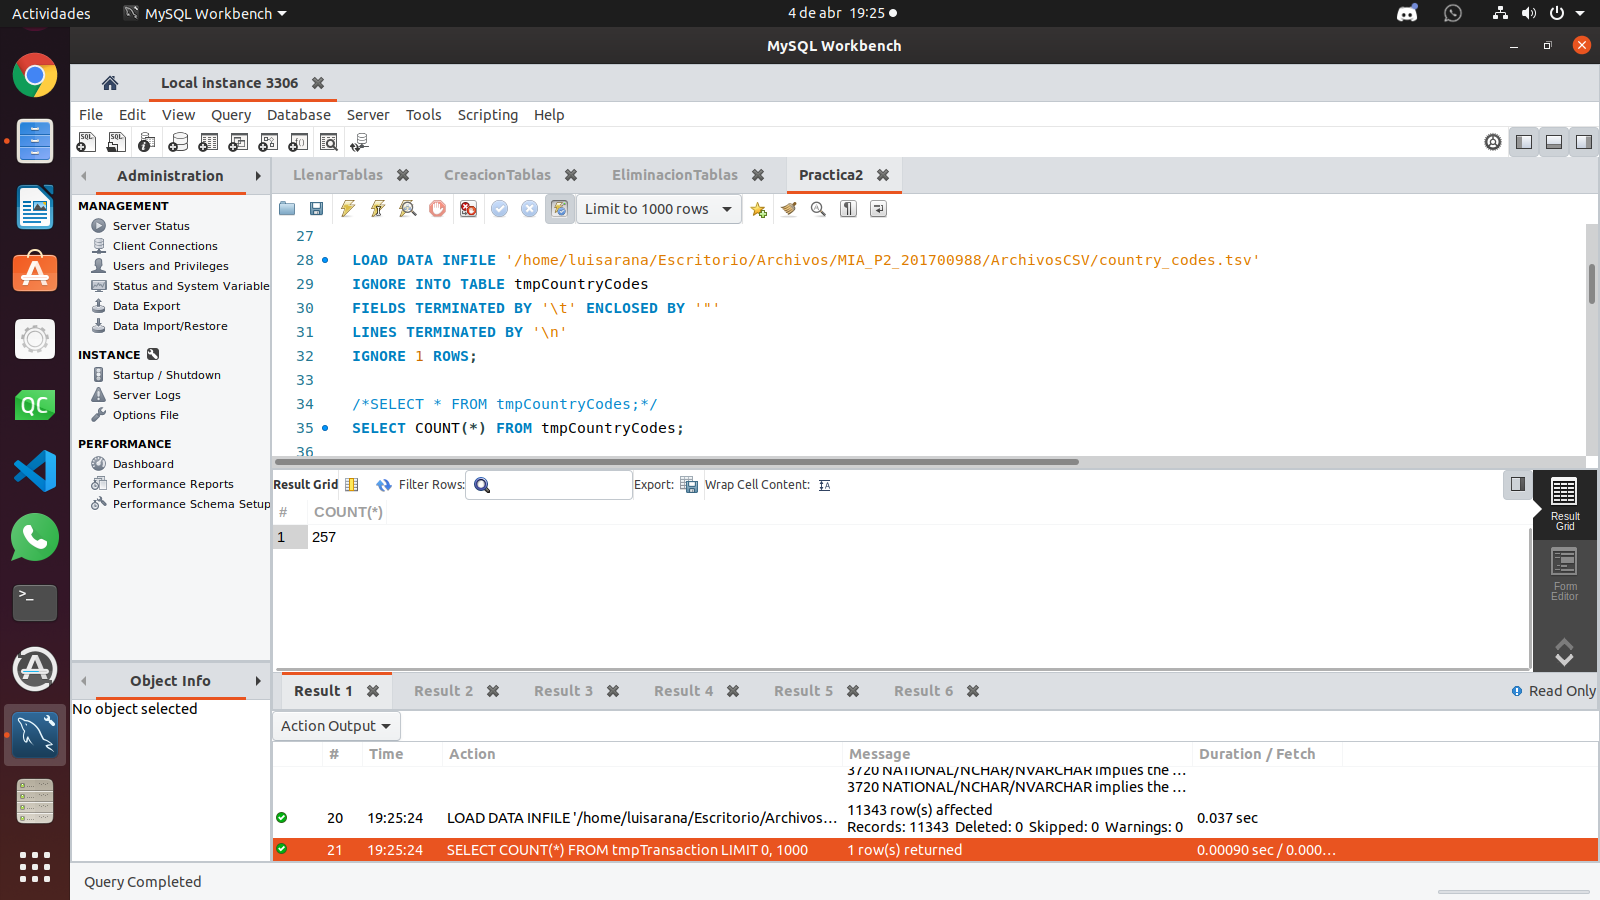 Actividades
MySQL Workbench
4 de abr 19:25
MySQL Workbench
Local instance 3306
File Edit View Query Database Server Tools Scripting Help
Administration
MANAGEMENT
Server Status
Client Connections
Users and Privileges
Status and System Variable
Data Export
Data Import/Restore
INSTANCE
Startup / Shutdown
Server Logs
Options File
PERFORMANCE
Dashboard
Performance Reports
Performance Schema Setup
Object Info
No object selected
LlenarTablas CreacionTablas EliminacionTablas Practica2
Limit to 1000 rows
27
28 LOAD DATA INFILE '/home/luisarana/Escritorio/Archivos/MIA_P2_201700988/ArchivosCSV/country_codes.tsv'
29 IGNORE INTO TABLE tmpCountryCodes
30 FIELDS TERMINATED BY '\t' ENCLOSED BY '"'
31 LINES TERMINATED BY '\n'
32 IGNORE 1 ROWS;
33
34 /*SELECT * FROM tmpCountryCodes;*/
35 SELECT COUNT(*) FROM tmpCountryCodes;
36
Result Grid Filter Rows: Export: Wrap Cell Content:
# COUNT(*)
1 257
Result Grid
Form Editor
Result 1 Result 2 Result 3 Result 4 Result 5 Result 6 Read Only
Action Output
# Time Action Message Duration / Fetch
3720 NATIONAL/NCHAR/NVARCHAR implies the …
3720 NATIONAL/NCHAR/NVARCHAR implies the …
20 19:25:24 LOAD DATA INFILE '/home/luisarana/Escritorio/Archivos… 11343 row(s) affected
Records: 11343 Deleted: 0 Skipped: 0 Warnings: 0 0.037 sec
21 19:25:24 SELECT COUNT(*) FROM tmpTransaction LIMIT 0, 1000 1 row(s) returned 0.00090 sec / 0.000…
Query Completed